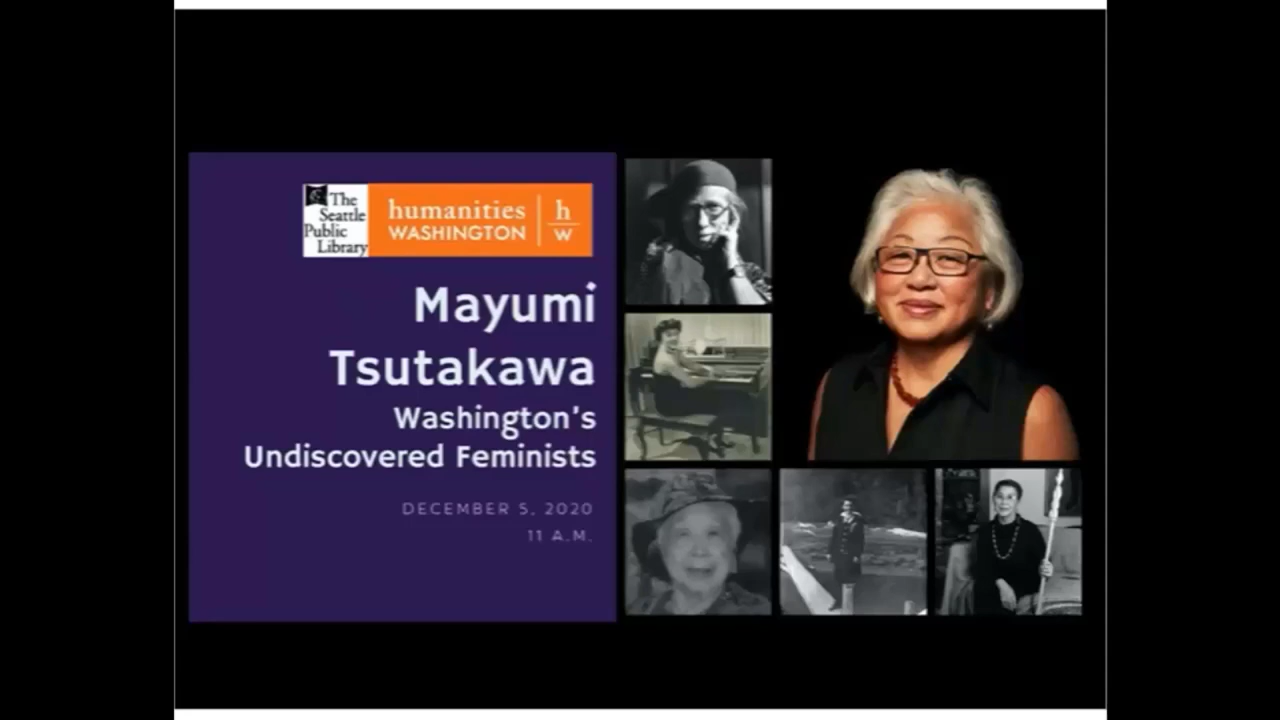 The
Seattle
Public
Library
humanities
WASHINGTON
h
w
Mayumi
Tsutakawa
Washington's
Undiscovered Feminists
DECEMBER 5, 2020
11 A.M.